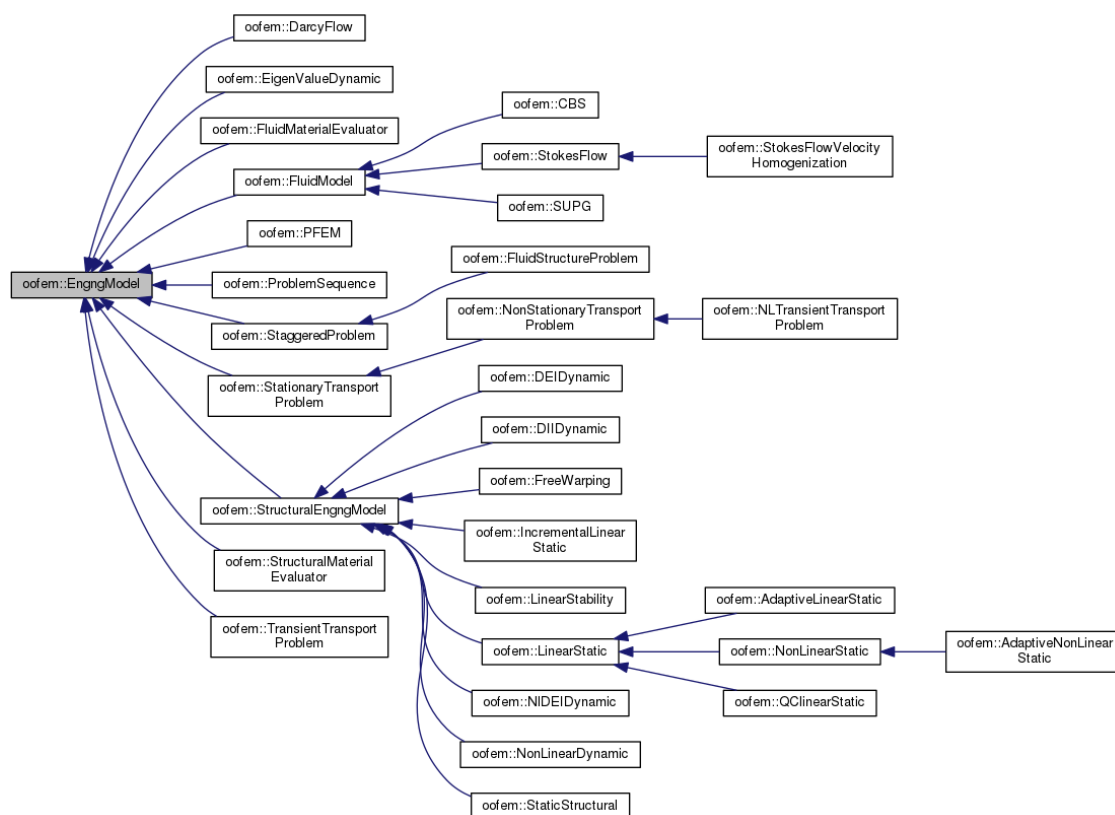 oofem::DarcyFlow
oofem::EigenValueDynamic
oofem::CBS
oofem::FluidMaterialEvaluator
oofem::StokesFlow
oofem::StokesFlowVelocity
Homogenization
oofem::FluidModel
oofem::SUPG
oofem::PFEM
oofem::FluidStructureProblem
oofem::EngngModel
oofem::ProblemSequence
oofem::NonStationaryTransport
Problem
oofem::NLTransientTransport
Problem
oofem::StaggeredProblem
oofem::StationaryTransport
Problem
oofem::DEIDynamic
oofem::DIIDynamic
oofem::FreeWarping
oofem::StructuralEngngModel
oofem::IncrementalLinear
Static
oofem::StructuralMaterial
Evaluator
oofem::LinearStability
oofem::AdaptiveLinearStatic
oofem::TransientTransport
Problem
oofem::LinearStatic
oofem::NonLinearStatic
oofem::AdaptiveNonLinear
Static
oofem::NlDEIDynamic
oofem::QClinearStatic
oofem::NonLinearDynamic
oofem::StaticStructural